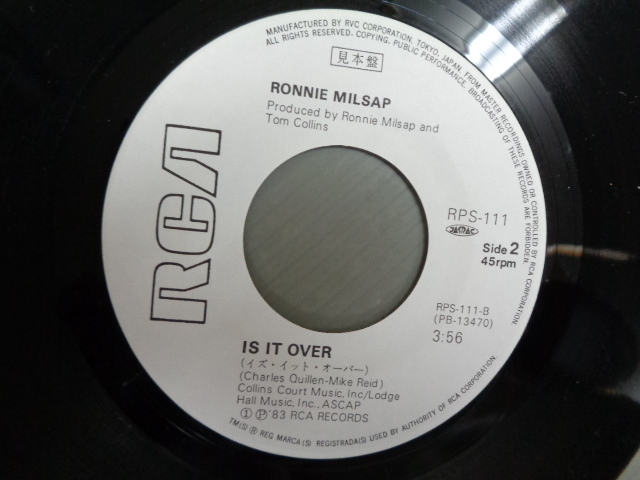 MANUFACTURED BY RVC CORPORATION, TOKYO, JAPAN. FROM MASTER RECORDINGS OWNED OR CONTROLLED BY RCA CORPORATION.
ALL RIGHTS RESERVED. COPYING, PUBLIC PERFORMANCE, BROADCASTING OF THESE RECORDS ARE FORBIDDEN.
見本盤
RONNIE MILSAP
Produced by Ronnie Milsap and
Tom Collins
RCA
RPS-111
JASRAC
Side 2
45rpm
RPS-111-B
(PB-13470)
3:56
IS IT OVER
(イズ・イット・オーバー)
(Charles Quillen-Mike Reid)
Collins Court Music, Inc/Lodge
Hall Music, Inc., ASCAP
① Ⓟ '83 RCA RECORDS
TM(S) ® REG MARCA(S) REGISTRADA(S) USED BY AUTHORITY OF RCA CORPORATION.